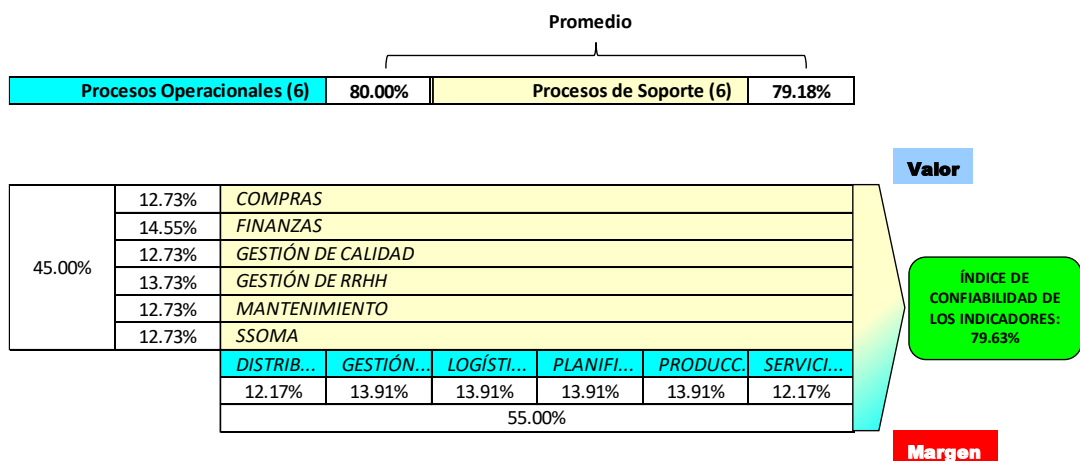 Promedio
Procesos Operacionales (6) 80.00% Procesos de Soporte (6) 79.18%
Valor
45.00%
12.73% COMPRAS
14.55% FINANZAS
12.73% GESTIÓN DE CALIDAD
13.73% GESTIÓN DE RRHH
12.73% MANTENIMIENTO
12.73% SSOMA
ÍNDICE DE
CONFIABILIDAD DE
LOS INDICADORES:
79.63%
DISTRIB... GESTIÓN... LOGÍSTI... PLANIFI... PRODUCC. SERVICI...
12.17% 13.91% 13.91% 13.91% 13.91% 12.17%
55.00%
Margen